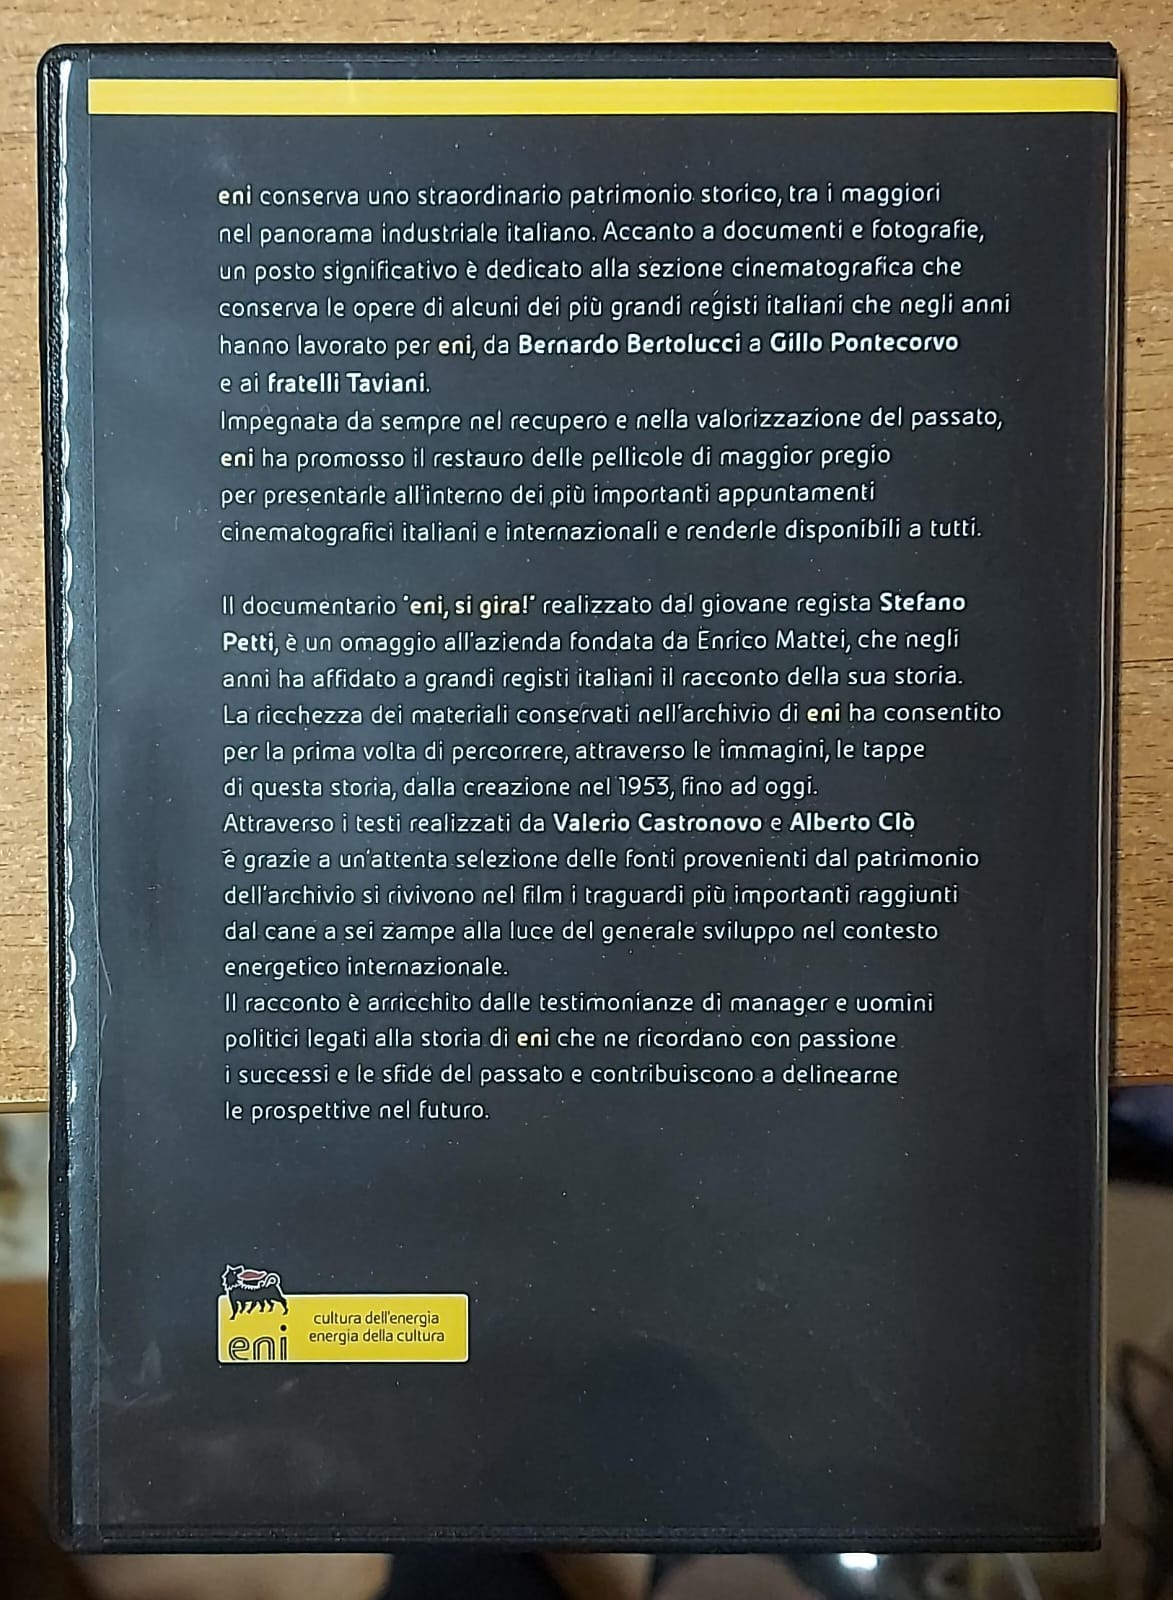 eni conserva uno straordinario patrimonio storico, tra i maggiori
nel panorama industriale italiano. Accanto a documenti e fotografie,
un posto significativo è dedicato alla sezione cinematografica che
conserva le opere di alcuni dei più grandi registi italiani che negli anni
hanno lavorato per eni, da Bernardo Bertolucci a Gillo Pontecorvo
e ai fratelli Taviani.
Impegnata da sempre nel recupero e nella valorizzazione del passato,
eni ha promosso il restauro delle pellicole di maggior pregio
per presentarle all'interno dei più importanti appuntamenti
cinematografici italiani e internazionali e renderle disponibili a tutti.
Il documentario "eni, si gira!" realizzato dal giovane regista Stefano
Petti, è un omaggio all'azienda fondata da Enrico Mattei, che negli
anni ha affidato a grandi registi italiani il racconto della sua storia.
La ricchezza dei materiali conservati nell'archivio di eni ha consentito
per la prima volta di percorrere, attraverso le immagini, le tappe
di questa storia, dalla creazione nel 1953, fino ad oggi.
Attraverso i testi realizzati da Valerio Castronovo e Alberto Clò
e grazie a un'attenta selezione delle fonti provenienti dal patrimonio
dell'archivio si rivivono nel film i traguardi più importanti raggiunti
dal cane a sei zampe alla luce del generale sviluppo nel contesto
energetico internazionale.
Il racconto è arricchito dalle testimonianze di manager e uomini
politici legati alla storia di eni che ne ricordano con passione
i successi e le sfide del passato e contribuiscono a delinearne
le prospettive nel futuro.
eni
cultura dell'energia
energia della cultura